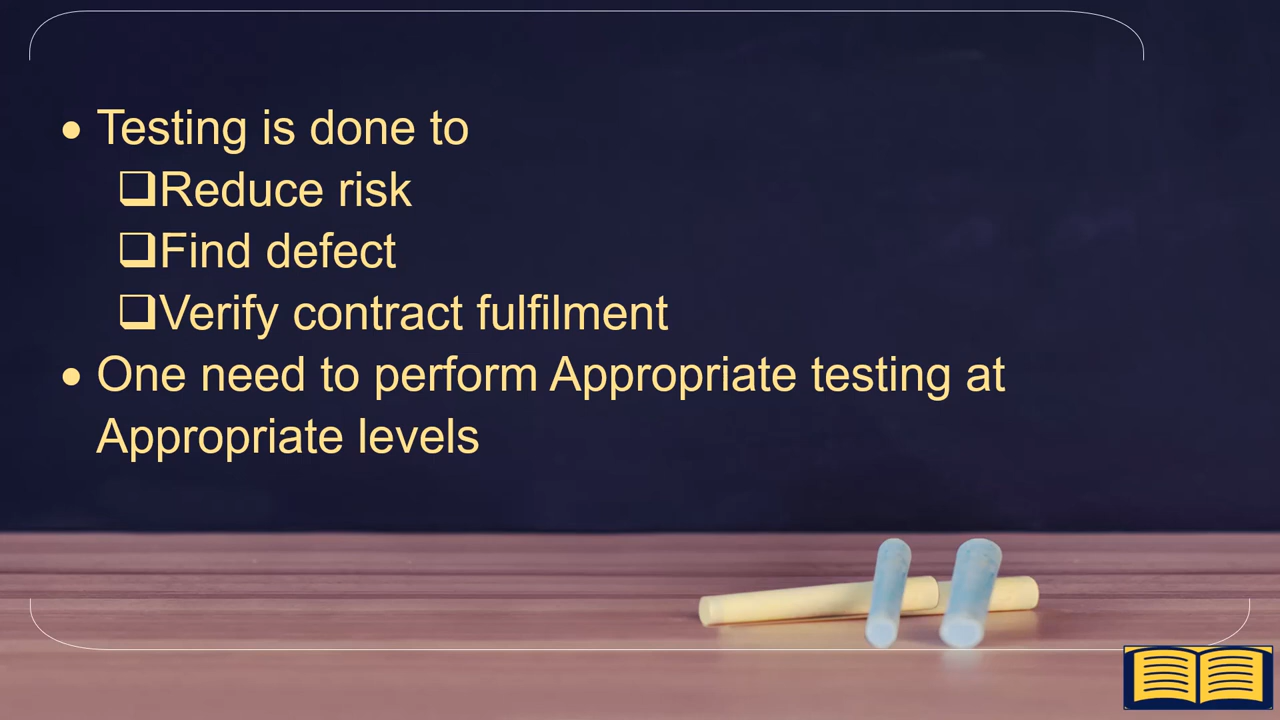 • Testing is done to
❑Reduce risk
❑Find defect
❑Verify contract fulfilment
• One need to perform Appropriate testing at
Appropriate levels